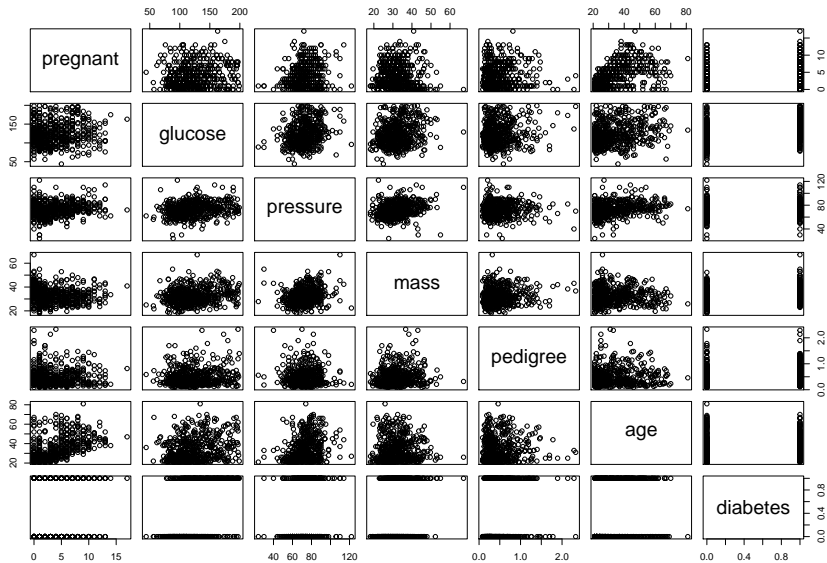 50 100 150 200
20 30 40 50 60
20 40 60 80
pregnant
0 5 10 15
50 150
glucose
pressure
40 80 120
20 40 60
mass
pedigree
0.0 1.0 2.0
20 40 60 80
age
diabetes
0.0 0.4 0.8
0 5 10 15
40 60 80 100 120
0.0 1.0 2.0
0.0 0.4 0.8